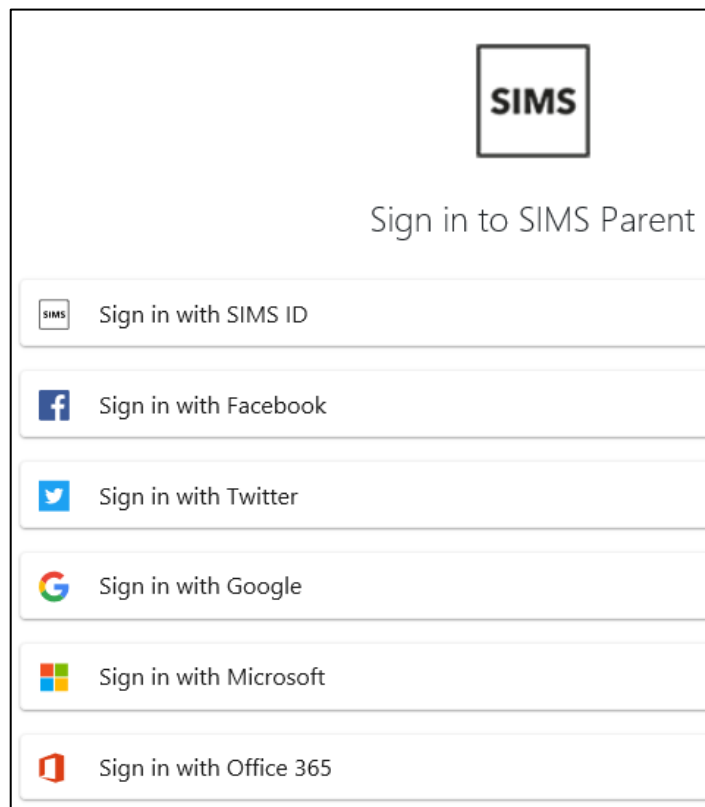 SIMS
Sign in to SIMS Parent
SIMS Sign in with SIMS ID
Sign in with Facebook
Sign in with Twitter
Sign in with Google
Sign in with Microsoft
Sign in with Office 365